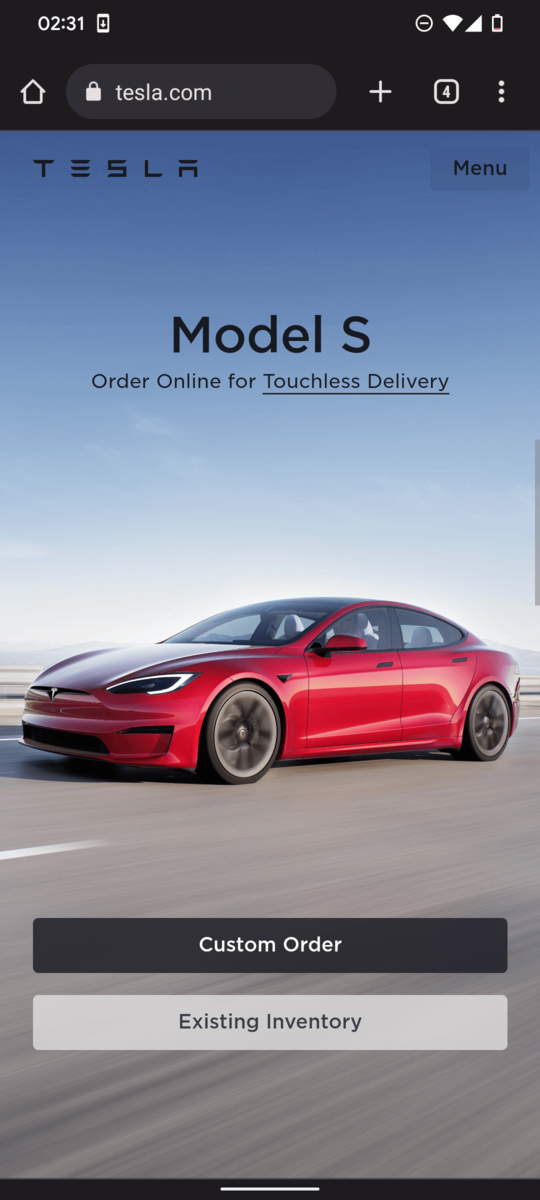 02:31
tesla.com
4
TESLA
Menu
Model S
Order Online for Touchless Delivery
Custom Order
Existing Inventory